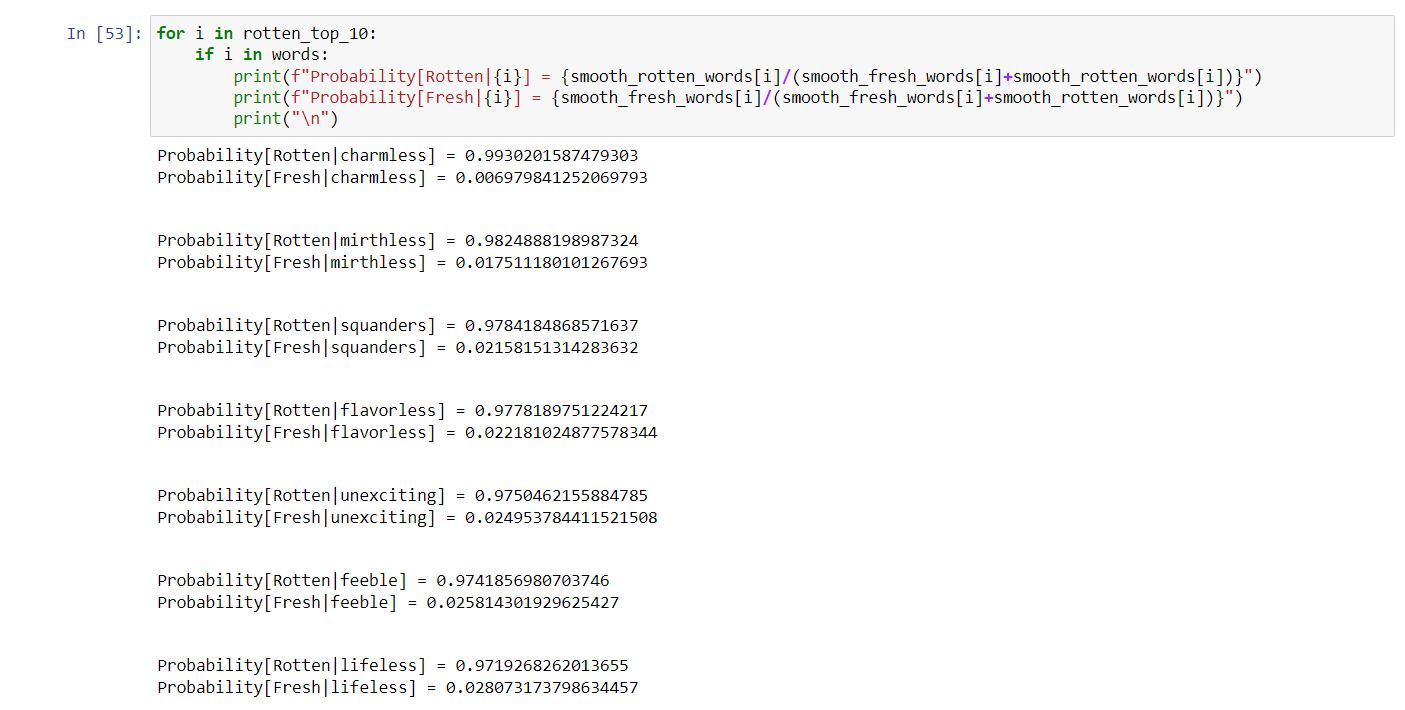 In [53]: for i in rotten_top_10:
    if i in words:
        print(f"Probability[Rotten|{i}] = {smooth_rotten_words[i]/(smooth_fresh_words[i]+smooth_rotten_words[i])}")
        print(f"Probability[Fresh|{i}] = {smooth_fresh_words[i]/(smooth_fresh_words[i]+smooth_rotten_words[i])}")
        print("\n")
Probability[Rotten|charmless] = 0.9930201587479303
Probability[Fresh|charmless] = 0.006979841252069793
Probability[Rotten|mirthless] = 0.9824888198987324
Probability[Fresh|mirthless] = 0.017511180101267693
Probability[Rotten|squanders] = 0.9784184868571637
Probability[Fresh|squanders] = 0.02158151314283632
Probability[Rotten|flavorless] = 0.9778189751224217
Probability[Fresh|flavorless] = 0.022181024877578344
Probability[Rotten|unexciting] = 0.9750462155884785
Probability[Fresh|unexciting] = 0.024953784411521508
Probability[Rotten|feeble] = 0.9741856980703746
Probability[Fresh|feeble] = 0.025814301929625427
Probability[Rotten|lifeless] = 0.9719268262013655
Probability[Fresh|lifeless] = 0.028073173798634457